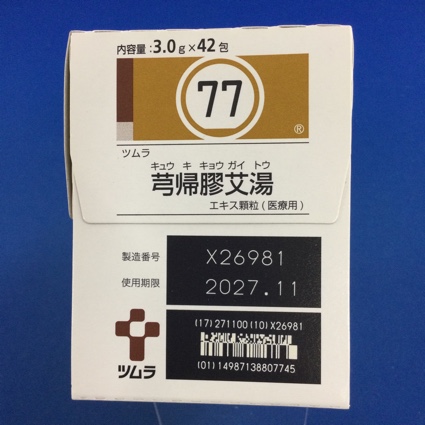 内容量:3.0g×42包
77
®
ツムラ
キュウ キ キョウ ガイ トウ
芎帰膠艾湯
エキス顆粒(医療用)
製造番号 X26981
使用期限 2027.11
(17)271100(10)X26981
(01)14987138807745
ツムラ